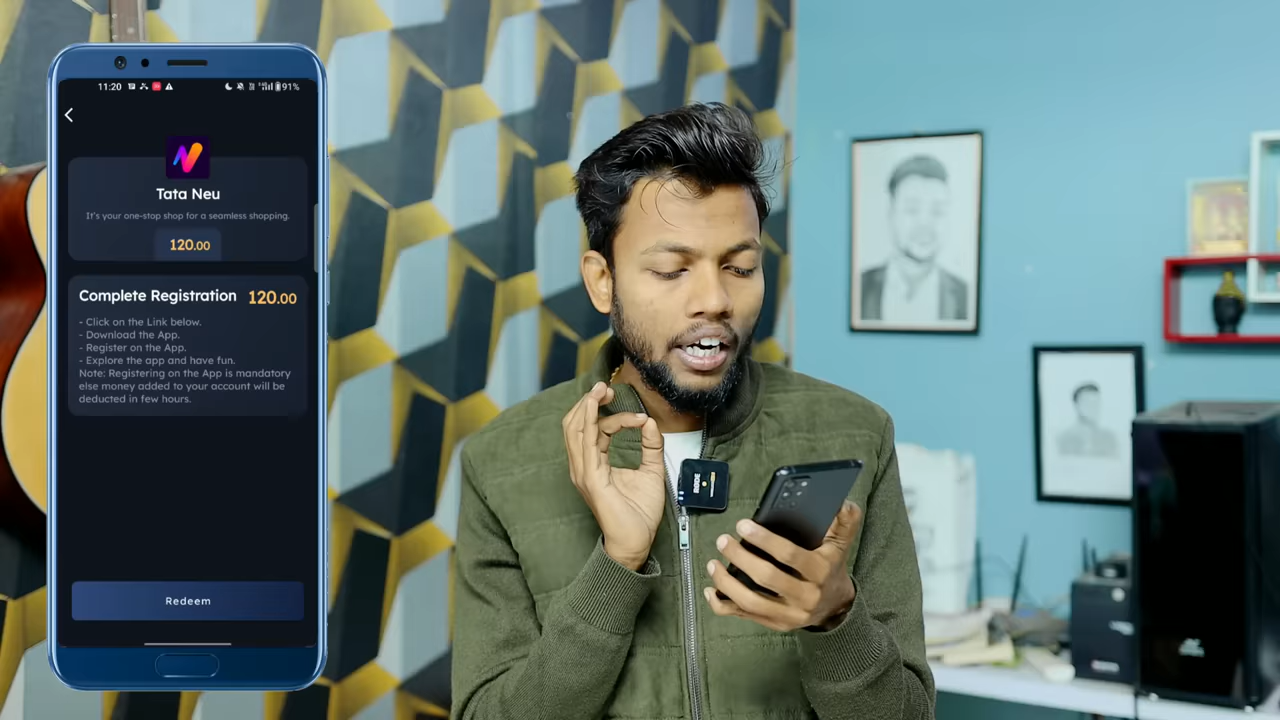 11:20
91%
Tata Neu
It's your one-stop shop for a seamless shopping.
120.00
Complete Registration 120.00
- Click on the Link below.
- Download the App.
- Register on the App.
- Explore the app and have fun.
Note: Registering on the App is mandatory
else money added to your account will be
deducted in few hours.
Redeem
RODE